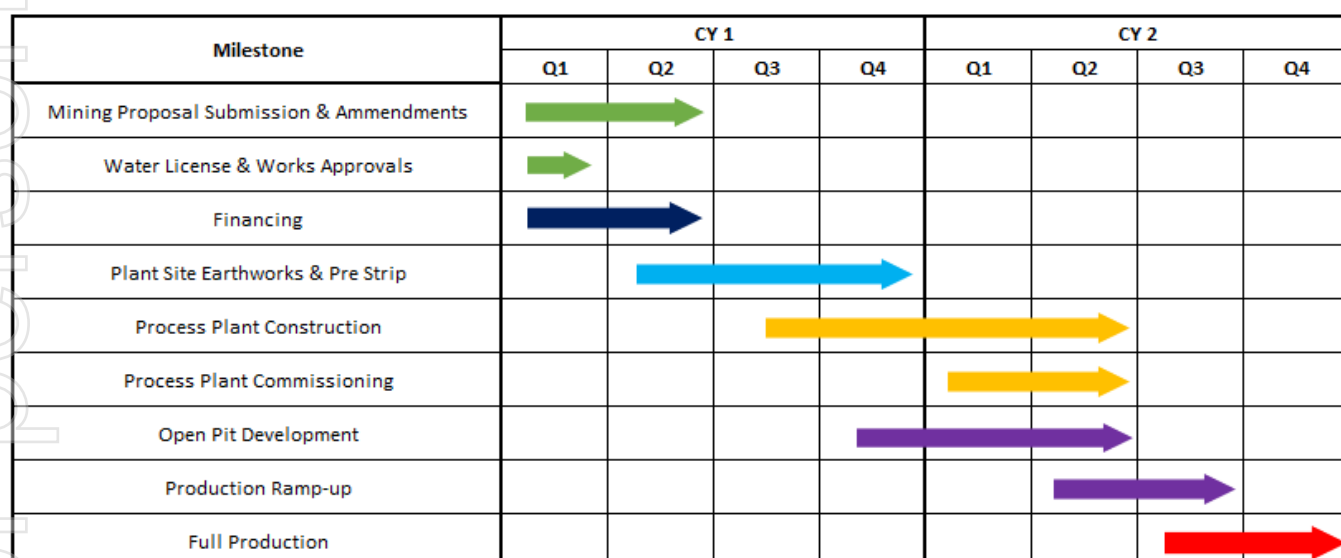 Milestone
CY 1
CY 2
Q1 Q2 Q3 Q4 Q1 Q2 Q3 Q4
Mining Proposal Submission & Ammendments
Water License & Works Approvals
Financing
Plant Site Earthworks & Pre Strip
Process Plant Construction
Process Plant Commissioning
Open Pit Development
Production Ramp-up
Full Production